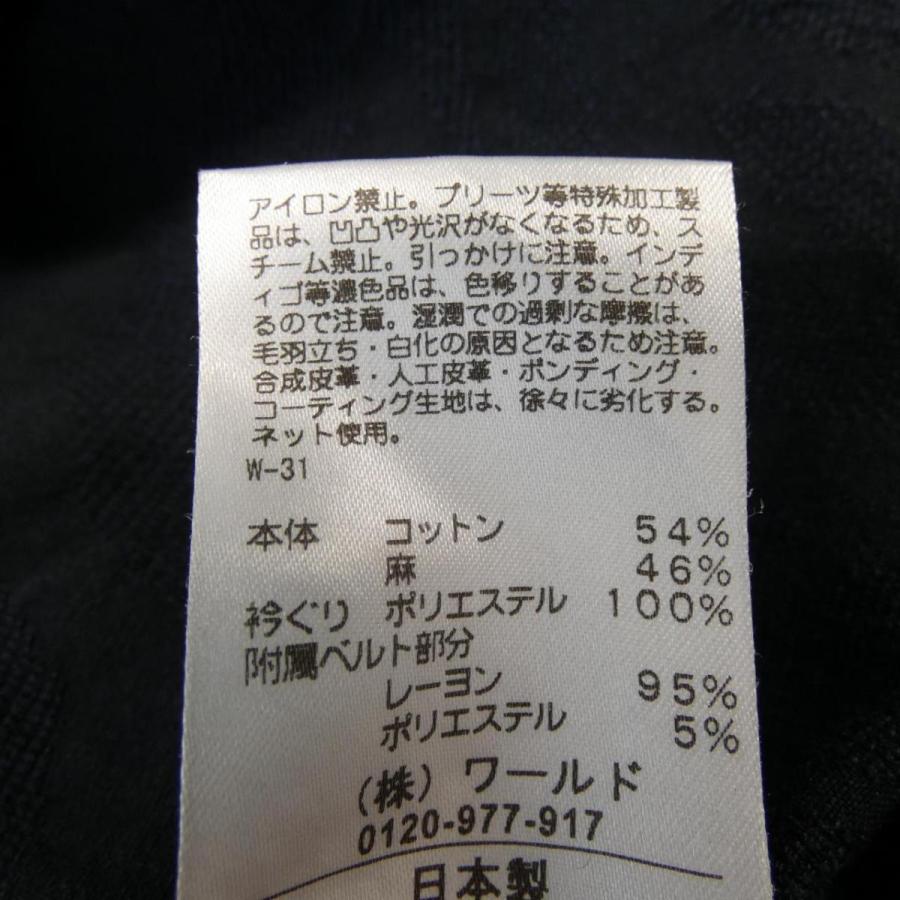 アイロン禁止。プリーツ等特殊加工製
品は、凹凸や光沢がなくなるため、ス
チーム禁止。引っかけに注意。インデ
ィゴ等濃色品は、色移りすることがあ
るので注意。湿潤での過剰な摩擦は、
毛羽立ち・白化の原因となるため注意。
合成皮革・人工皮革・ボンディング・
コーティング生地は、徐々に劣化する。
ネット使用。
W-31
本体 コットン 54%
麻 46%
衿ぐり ポリエステル 100%
附属ベルト部分
レーヨン 95%
ポリエステル 5%
(株) ワールド
0120-977-917
日本製